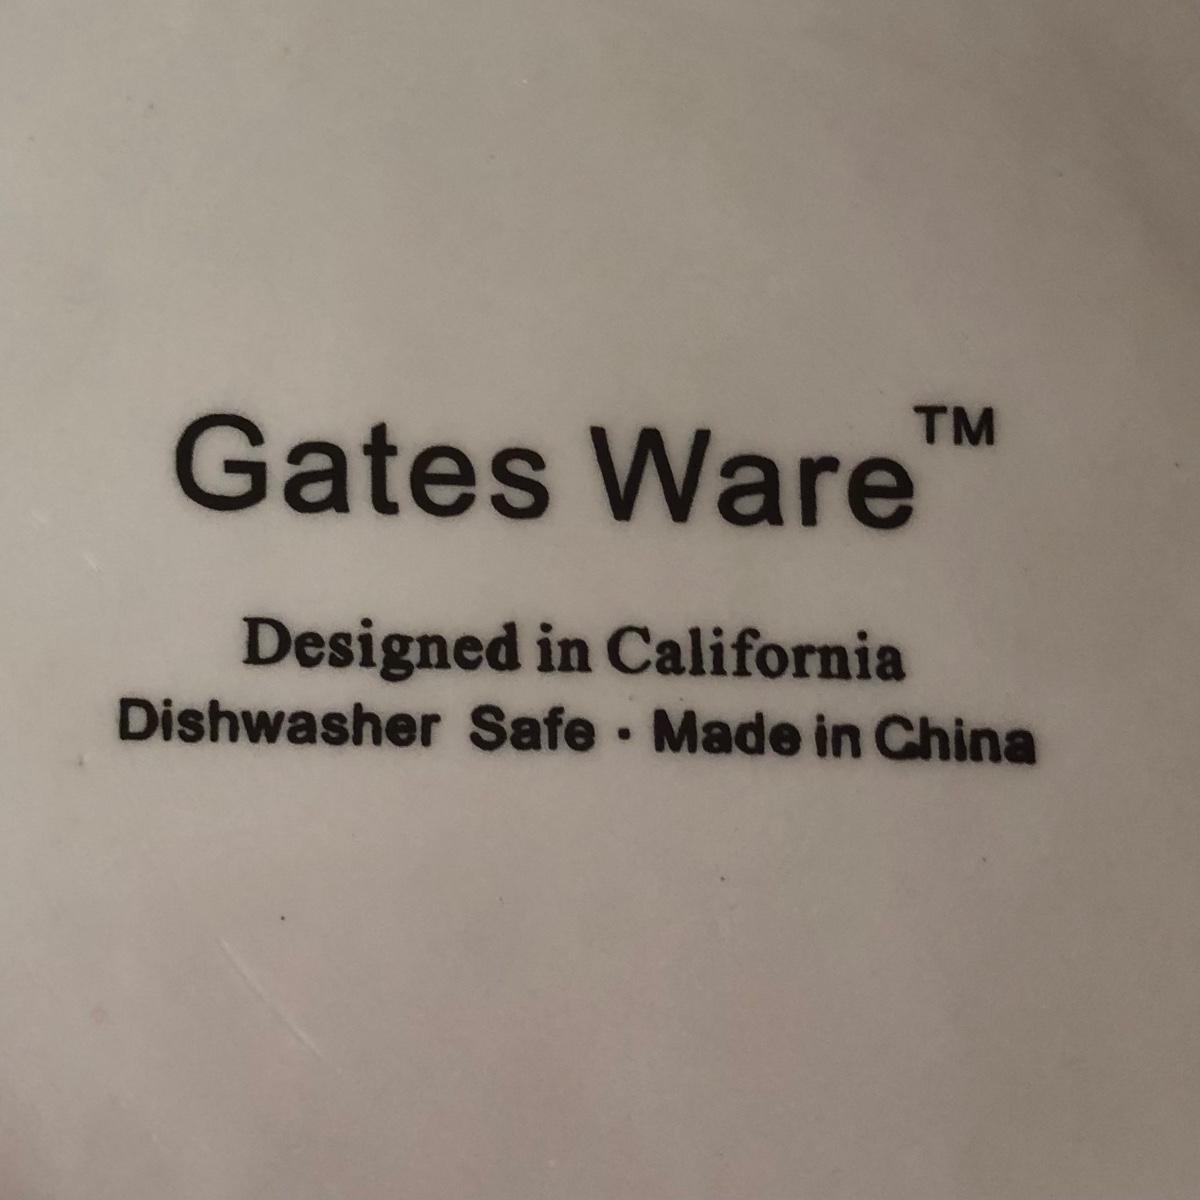 Gates Ware™
Designed in California
Dishwasher Safe · Made in China